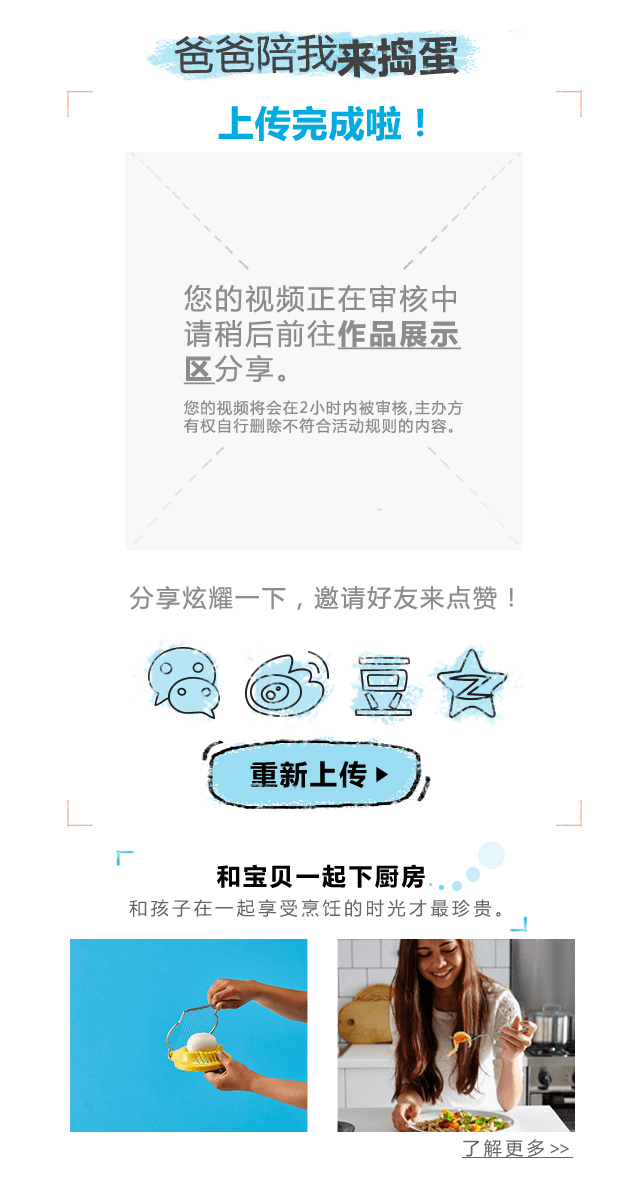 爸爸陪我来捣蛋
上传完成啦！
您的视频正在审核中
请稍后前往作品展示
区分享。
您的视频将会在2小时内被审核,主办方
有权自行删除不符合活动规则的内容。
分享炫耀一下，邀请好友来点赞！
豆
重新上传
和宝贝一起下厨房
和孩子在一起享受烹饪的时光才最珍贵。
了解更多>>